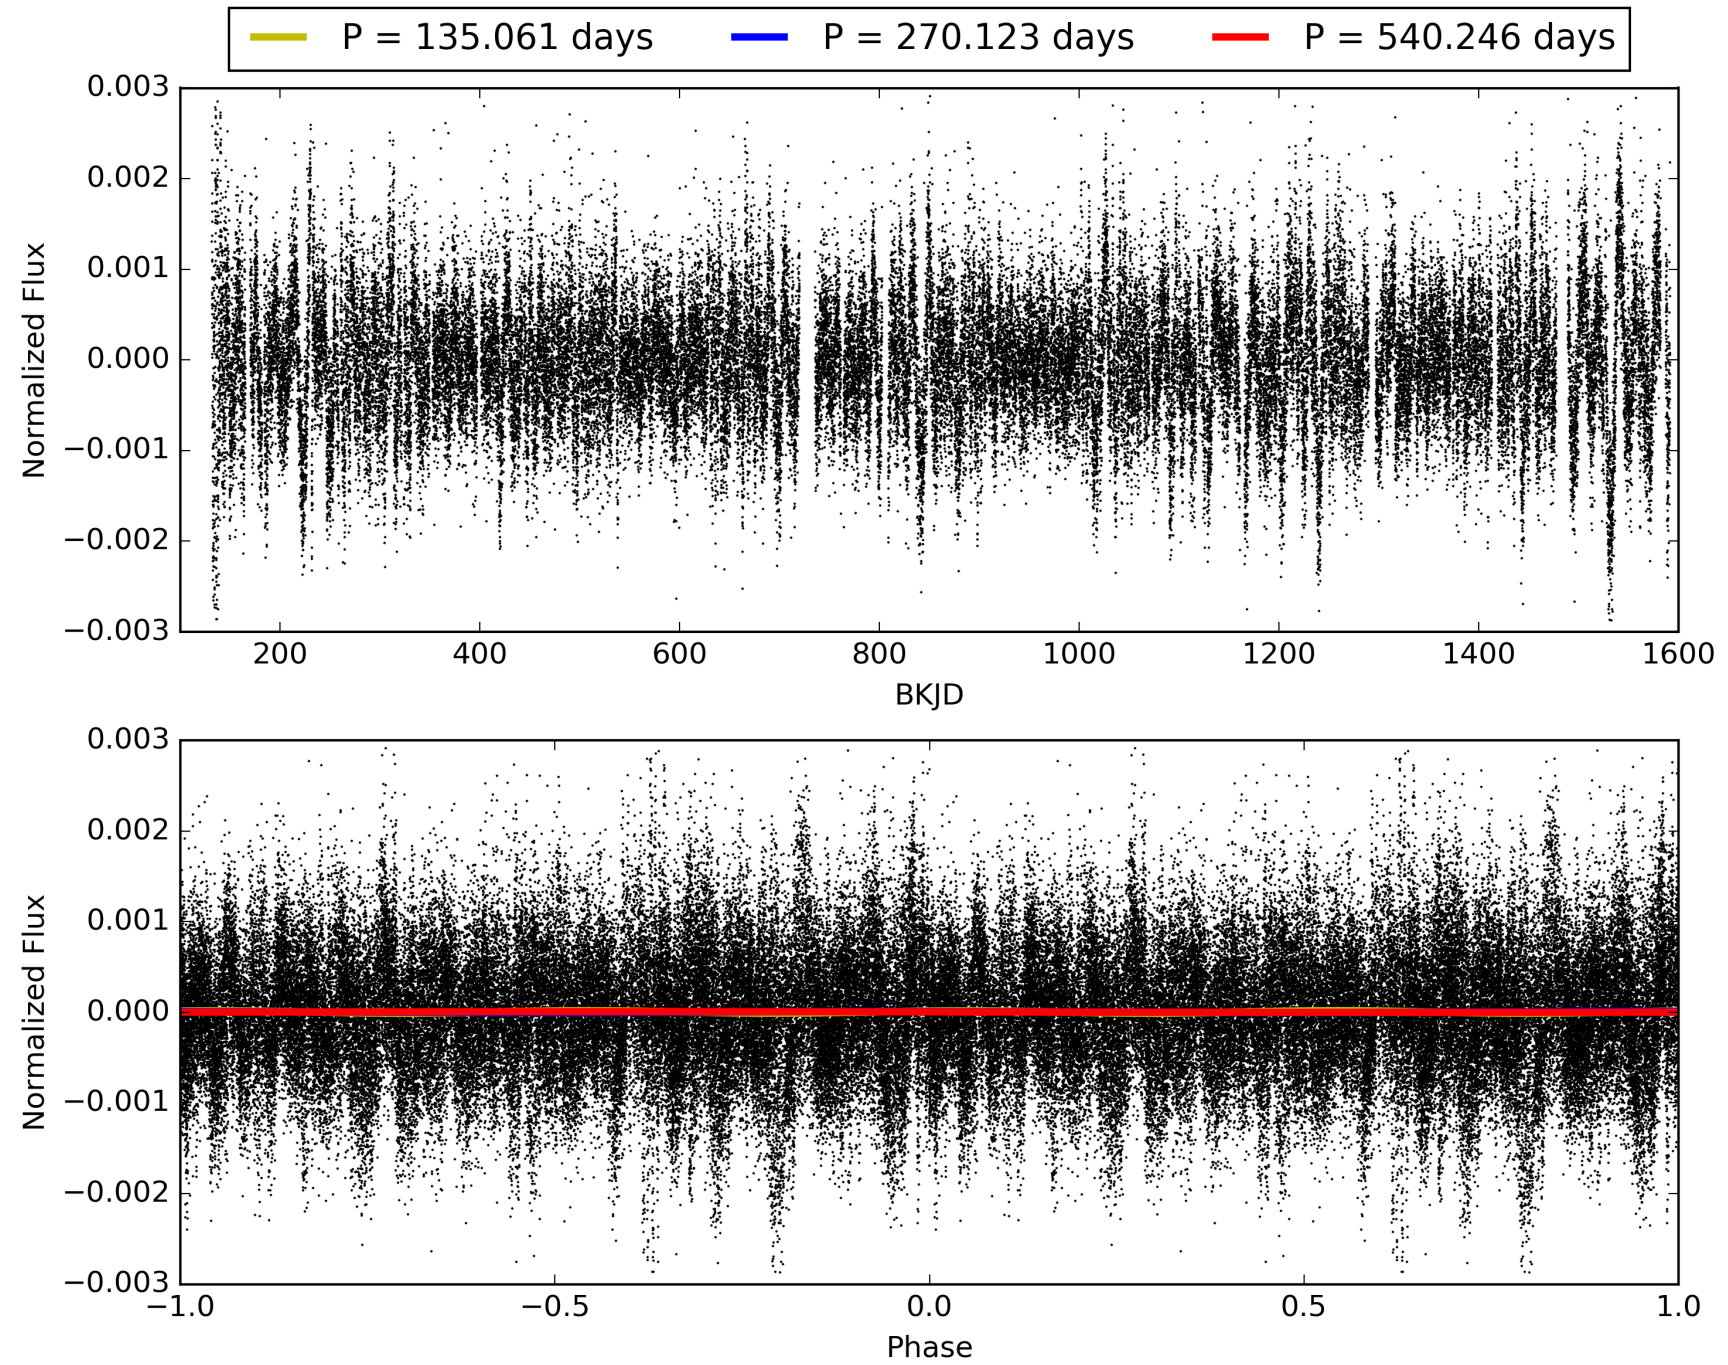 P = 135.061 days P = 270.123 days P = 540.246 days
0.003
0.002
0.001
0.000
−0.001
−0.002
−0.003
Normalized Flux
200 400 600 800 1000 1200 1400 1600
BKJD
0.003
0.002
0.001
0.000
−0.001
−0.002
−0.003
Normalized Flux
−1.0 −0.5 0.0 0.5 1.0
Phase